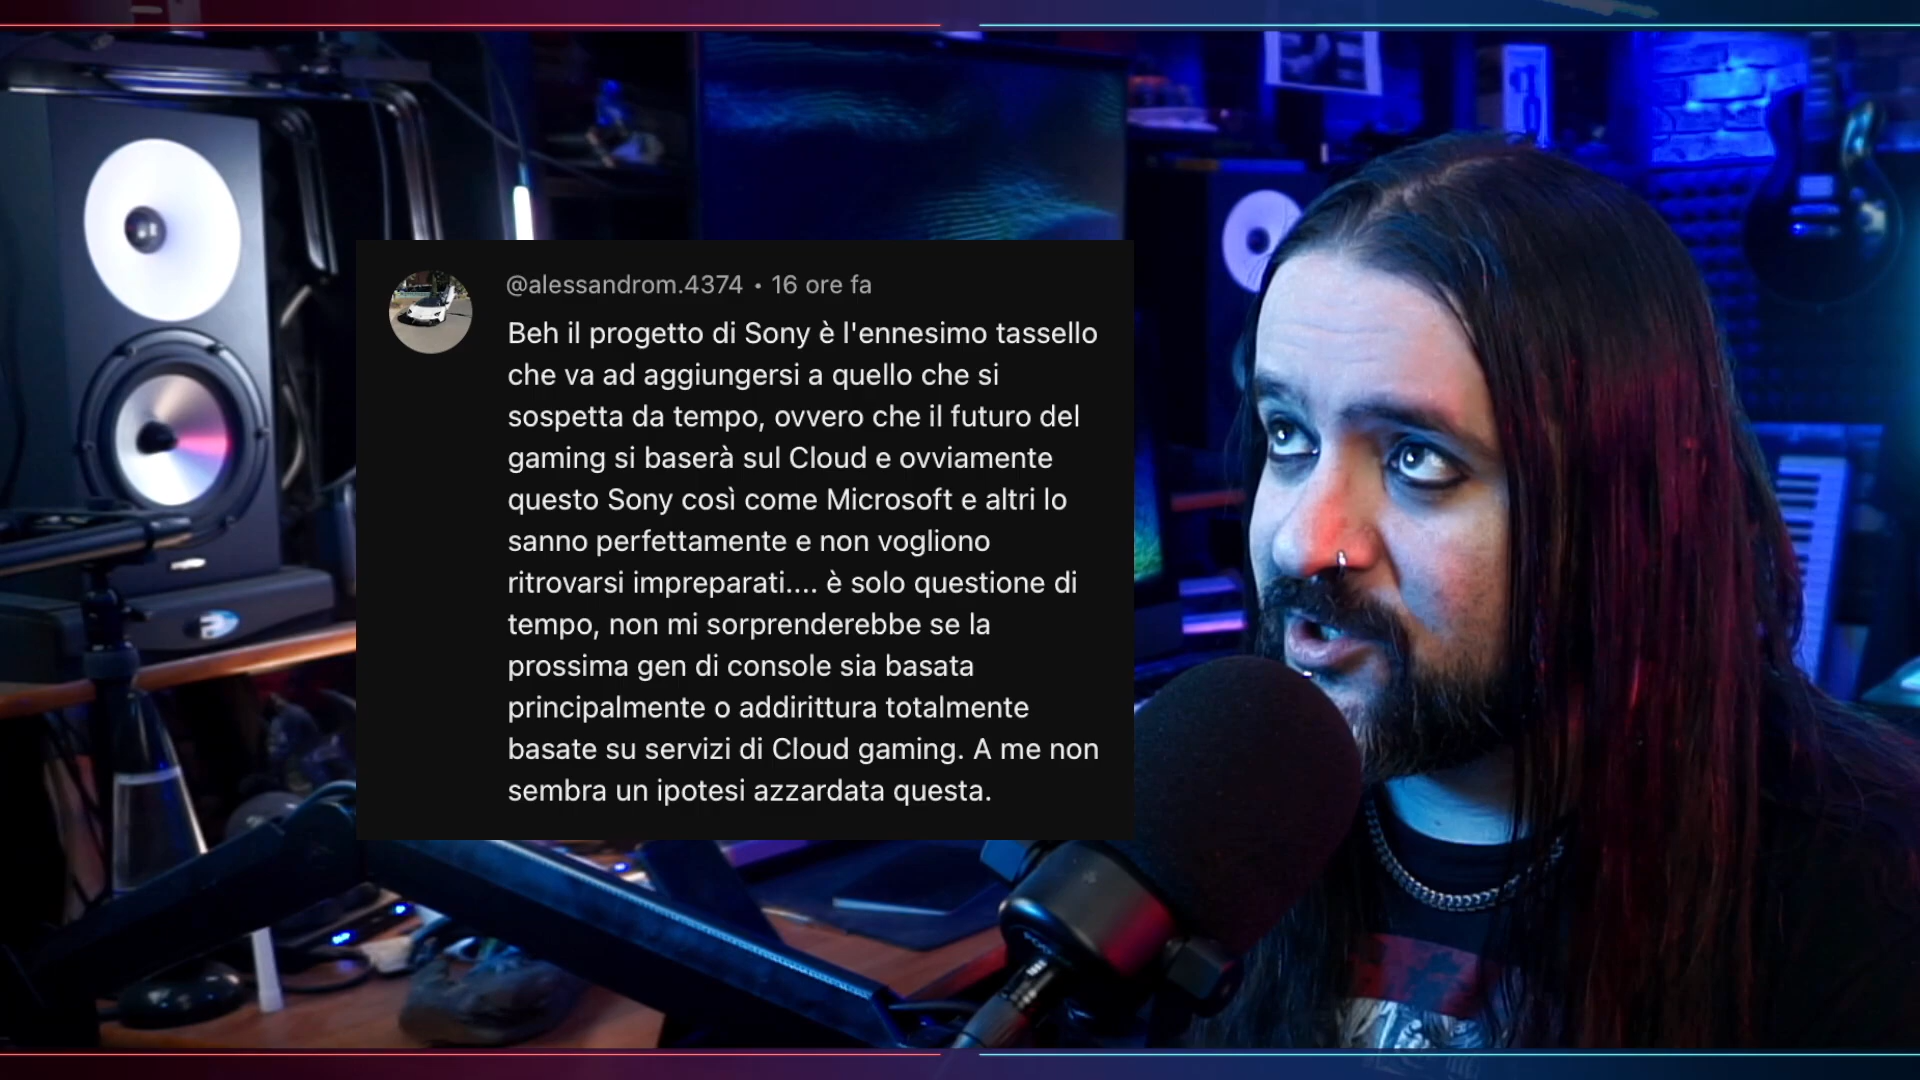 @alessandrom.4374 • 16 ore fa
Beh il progetto di Sony è l'ennesimo tassello
che va ad aggiungersi a quello che si
sospetta da tempo, ovvero che il futuro del
gaming si baserà sul Cloud e ovviamente
questo Sony così come Microsoft e altri lo
sanno perfettamente e non vogliono
ritrovarsi impreparati.... è solo questione di
tempo, non mi sorprenderebbe se la
prossima gen di console sia basata
principalmente o addirittura totalmente
basate su servizi di Cloud gaming. A me non
sembra un ipotesi azzardata questa.